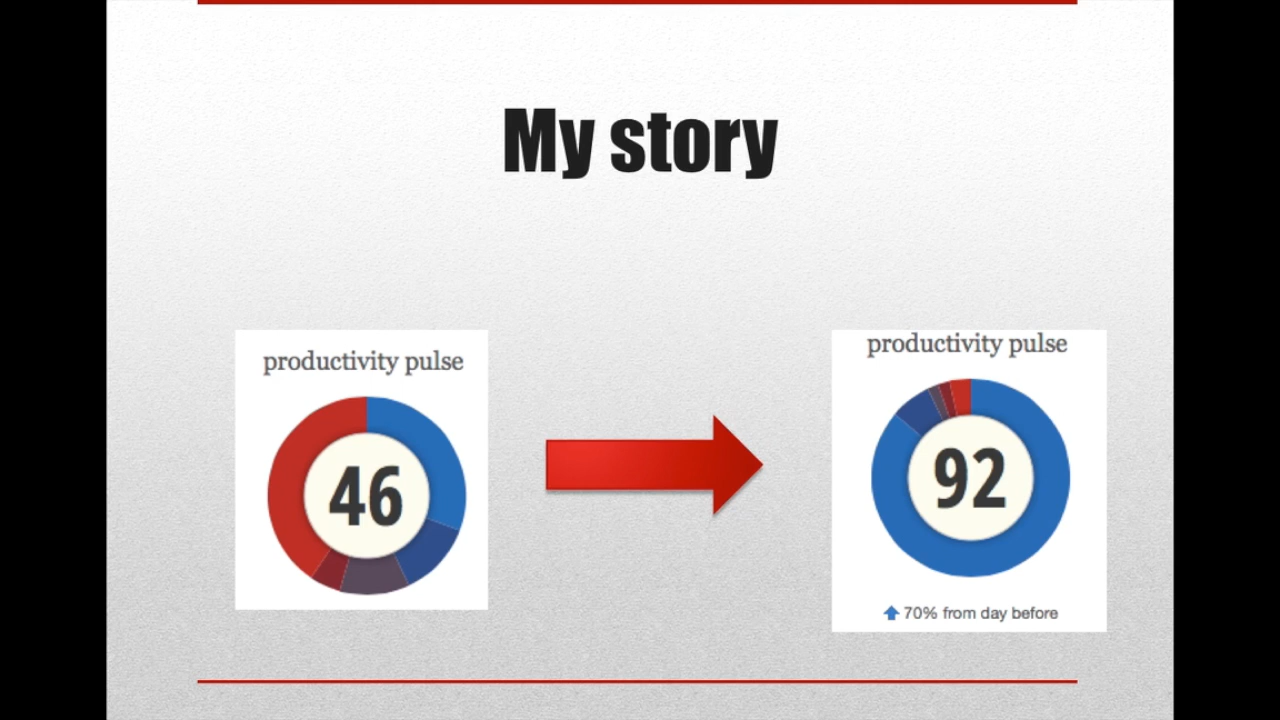 My story
productivity pulse
46
productivity pulse
92
70% from day before